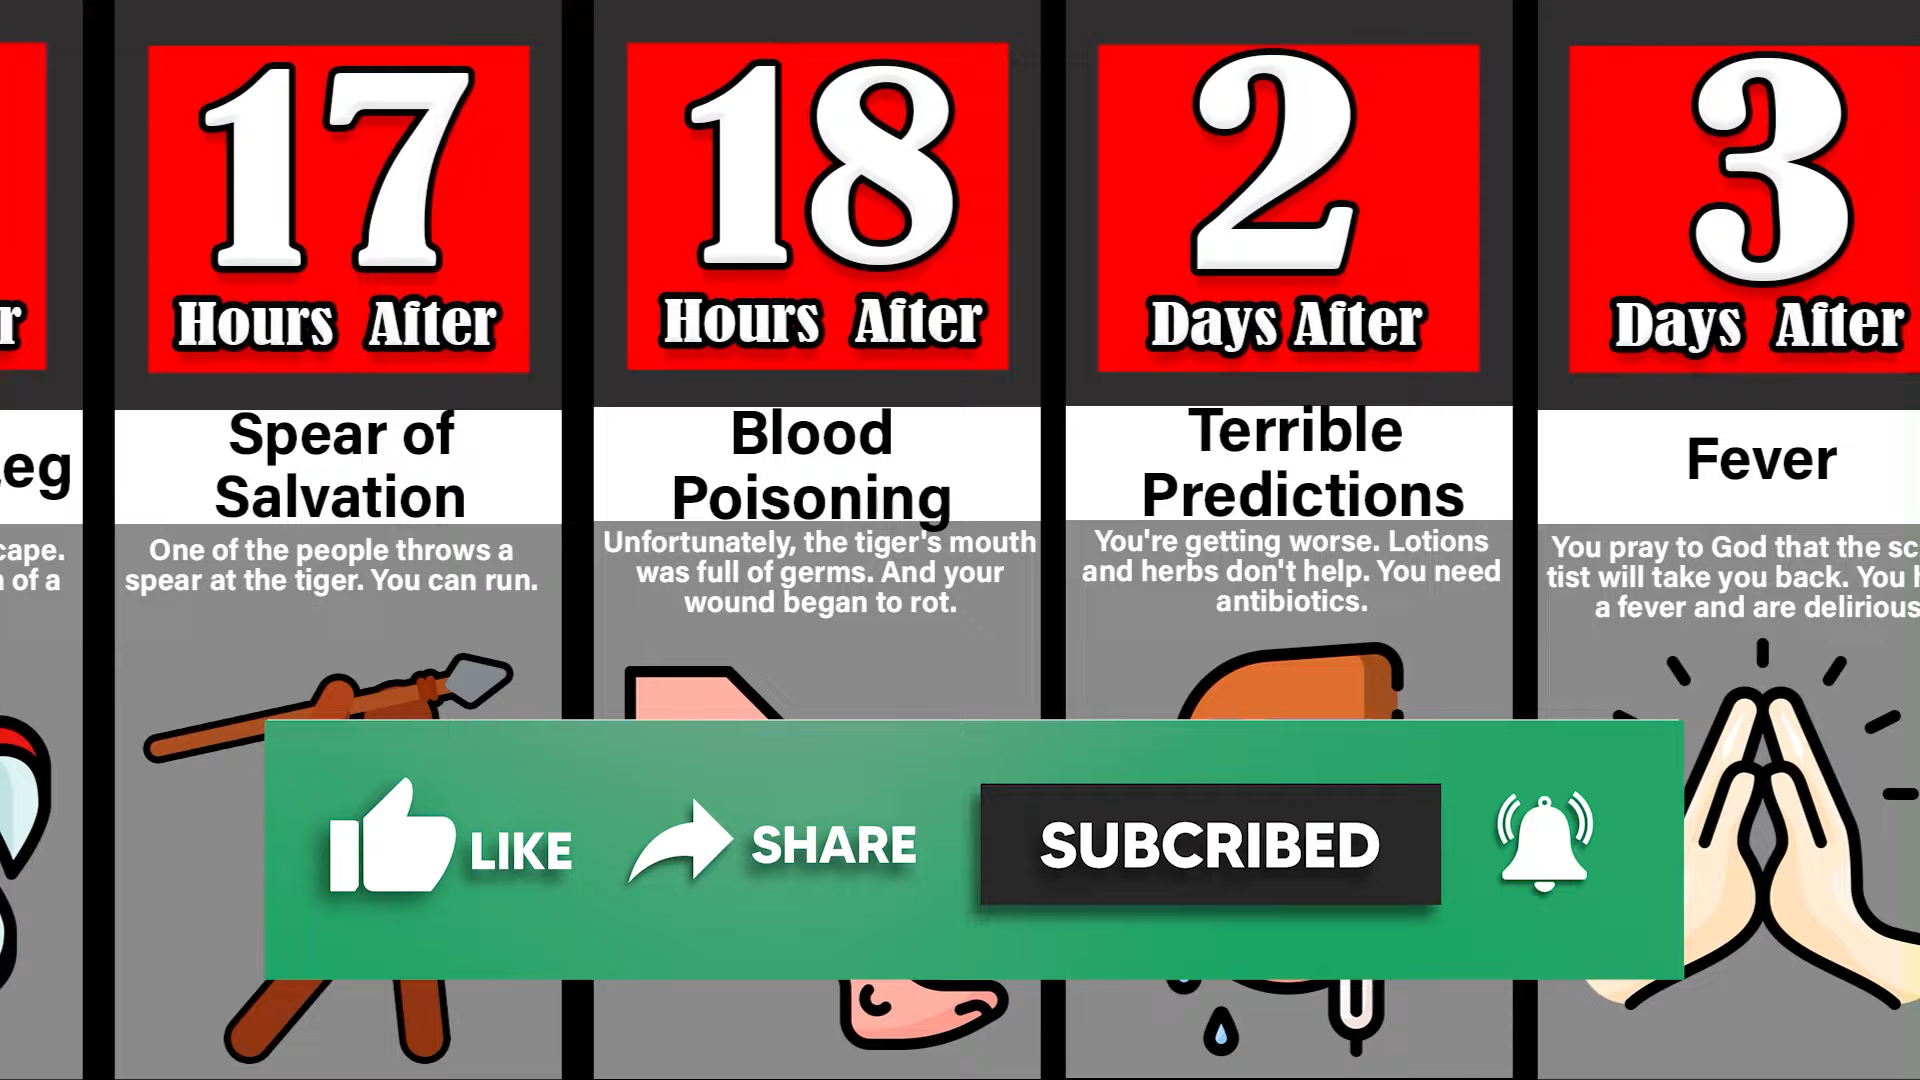 r
eg
cape.
of a
17
Hours After
Spear of
Salvation
One of the people throws a
spear at the tiger. You can run.
18
Hours After
Blood
Poisoning
Unfortunately, the tiger's mouth
was full of germs. And your
wound began to rot.
2
Days After
Terrible
Predictions
You're getting worse. Lotions
and herbs don't help. You need
antibiotics.
3
Days After
Fever
You pray to God that the sc
tist will take you back. You h
a fever and are delirious
LIKE
SHARE
SUBCRIBED